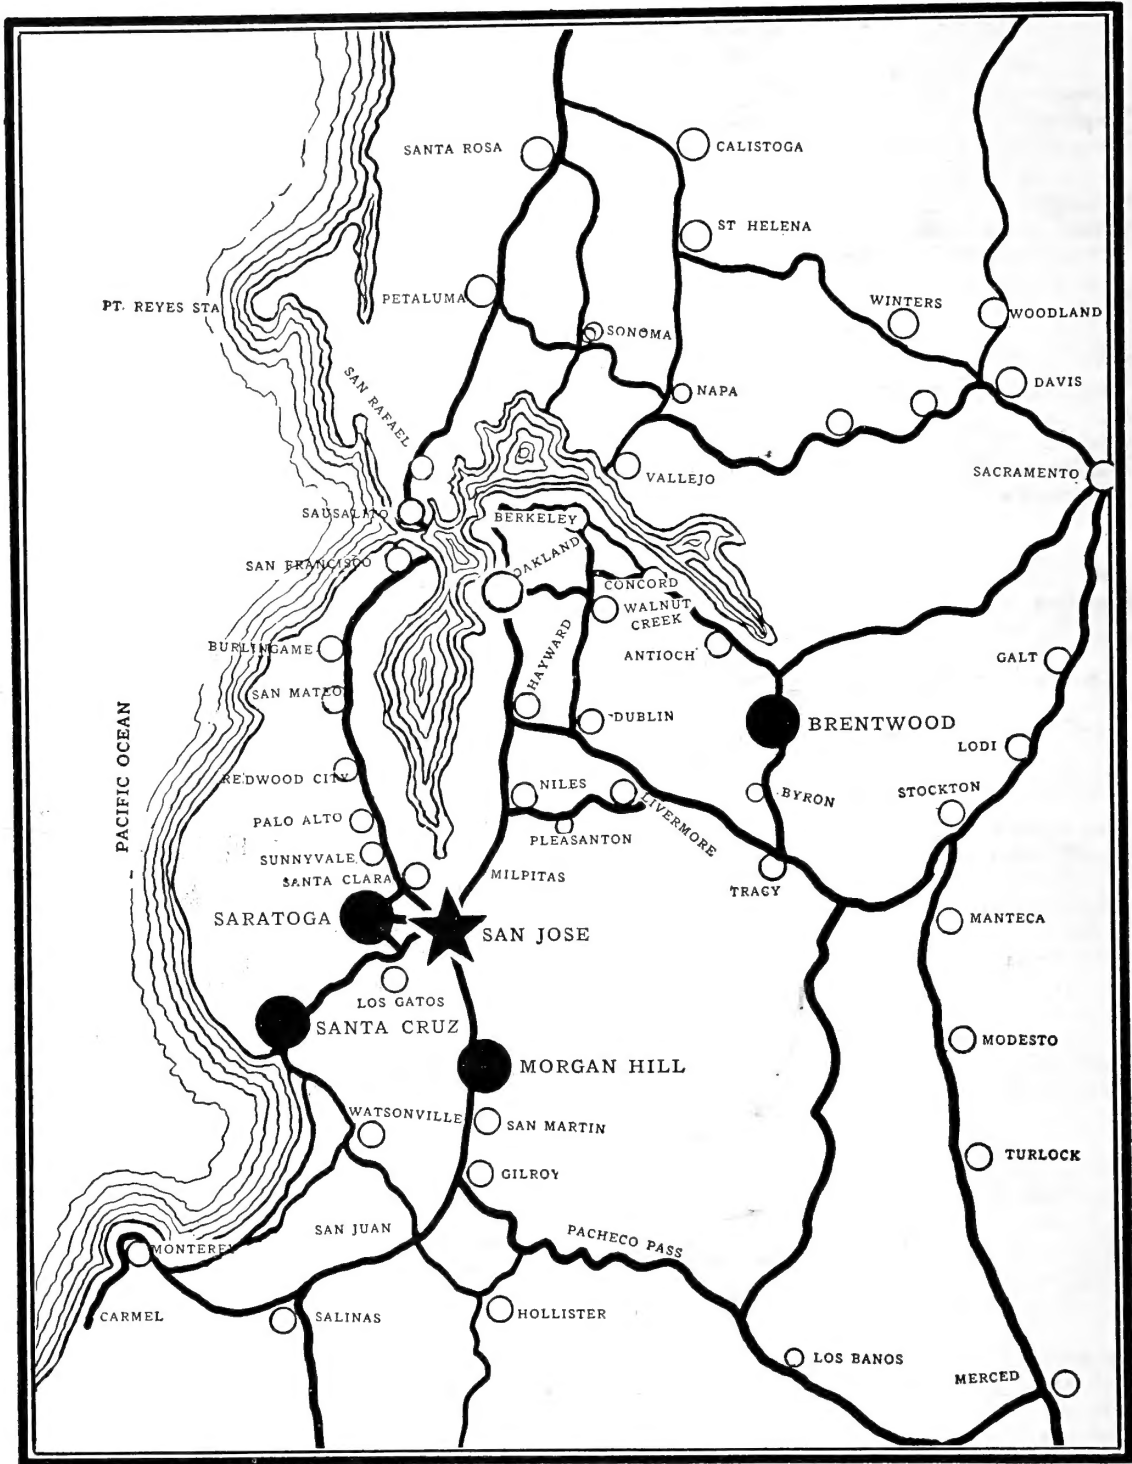 SANTA ROSA
CALISTOGA
ST HELENA
PETALUMA
PT. REYES STA
WINTERS
WOODLAND
SONOMA
SAN RAFAEL
NAPA
DAVIS
VALLEJO
SACRAMENTO
SAUSALITO
BERKELEY
SAN FRANCISCO
OAKLAND
CONCORD
WALNUT
CREEK
HAYWARD
ANTIOCH
BURLINGAME
GALT
SAN MATEO
PACIFIC OCEAN
DUBLIN
BRENTWOOD
LODI
REDWOOD CITY
NILES
LIVERMORE
BYRON
STOCKTON
PALO ALTO
PLEASANTON
SUNNYVALE
SANTA CLARA
MILPITAS
TRACY
SARATOGA
SAN JOSE
MANTECA
LOS GATOS
SANTA CRUZ
MODESTO
MORGAN HILL
WATSONVILLE
SAN MARTIN
TURLOCK
GILROY
SAN JUAN
PACHECO PASS
MONTEREY
CARMEL
SALINAS
HOLLISTER
LOS BANOS
MERCED